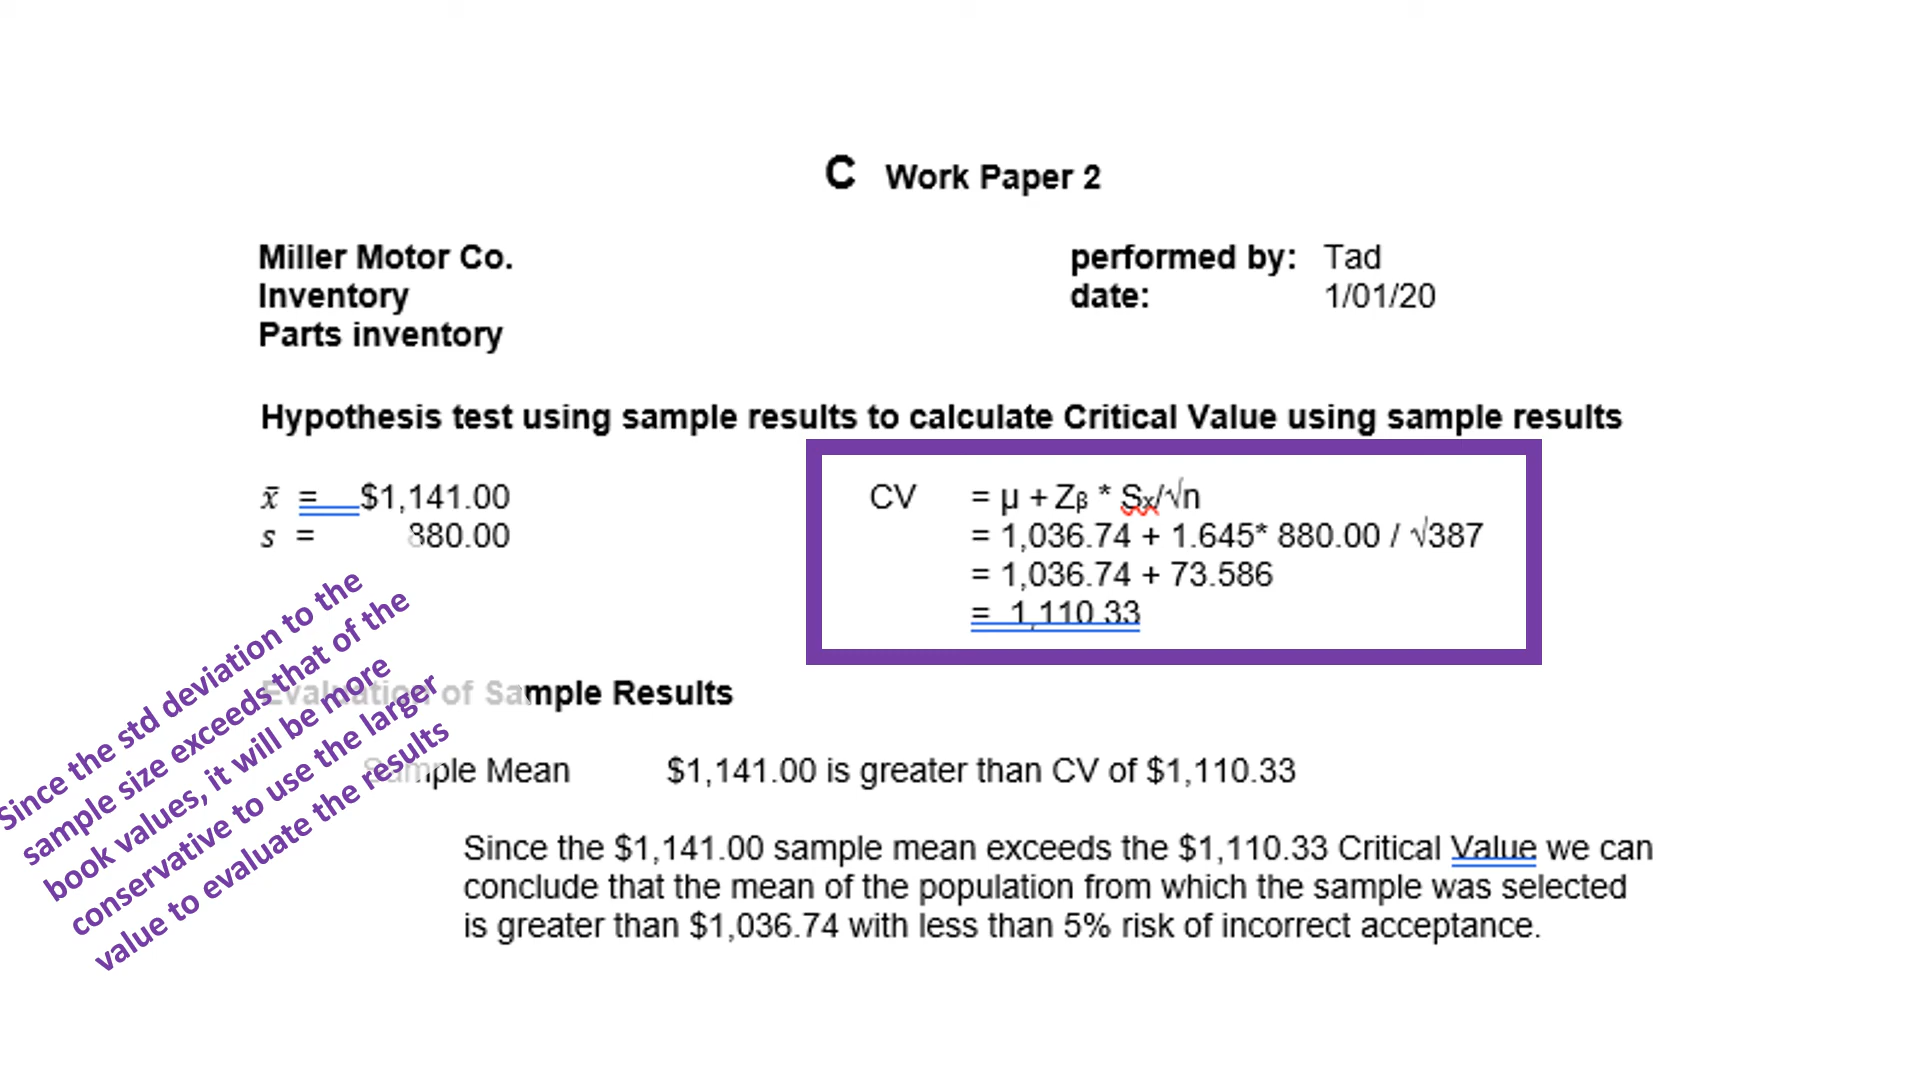 C Work Paper 2
Miller Motor Co. performed by: Tad
Inventory date: 1/01/20
Parts inventory
Hypothesis test using sample results to calculate Critical Value using sample results
x̄ = $1,141.00
s = 880.00
CV = µ + Zβ * Sx/√n
= 1,036.74 + 1.645* 880.00 / √387
= 1,036.74 + 73.586
= 1,110.33
Since the std deviation to the
sample size exceeds that of the
book values, it will be more
conservative to use the larger
value to evaluate the results
Evaluation of Sample Results
Sample Mean $1,141.00 is greater than CV of $1,110.33
Since the $1,141.00 sample mean exceeds the $1,110.33 Critical Value we can
conclude that the mean of the population from which the sample was selected
is greater than $1,036.74 with less than 5% risk of incorrect acceptance.